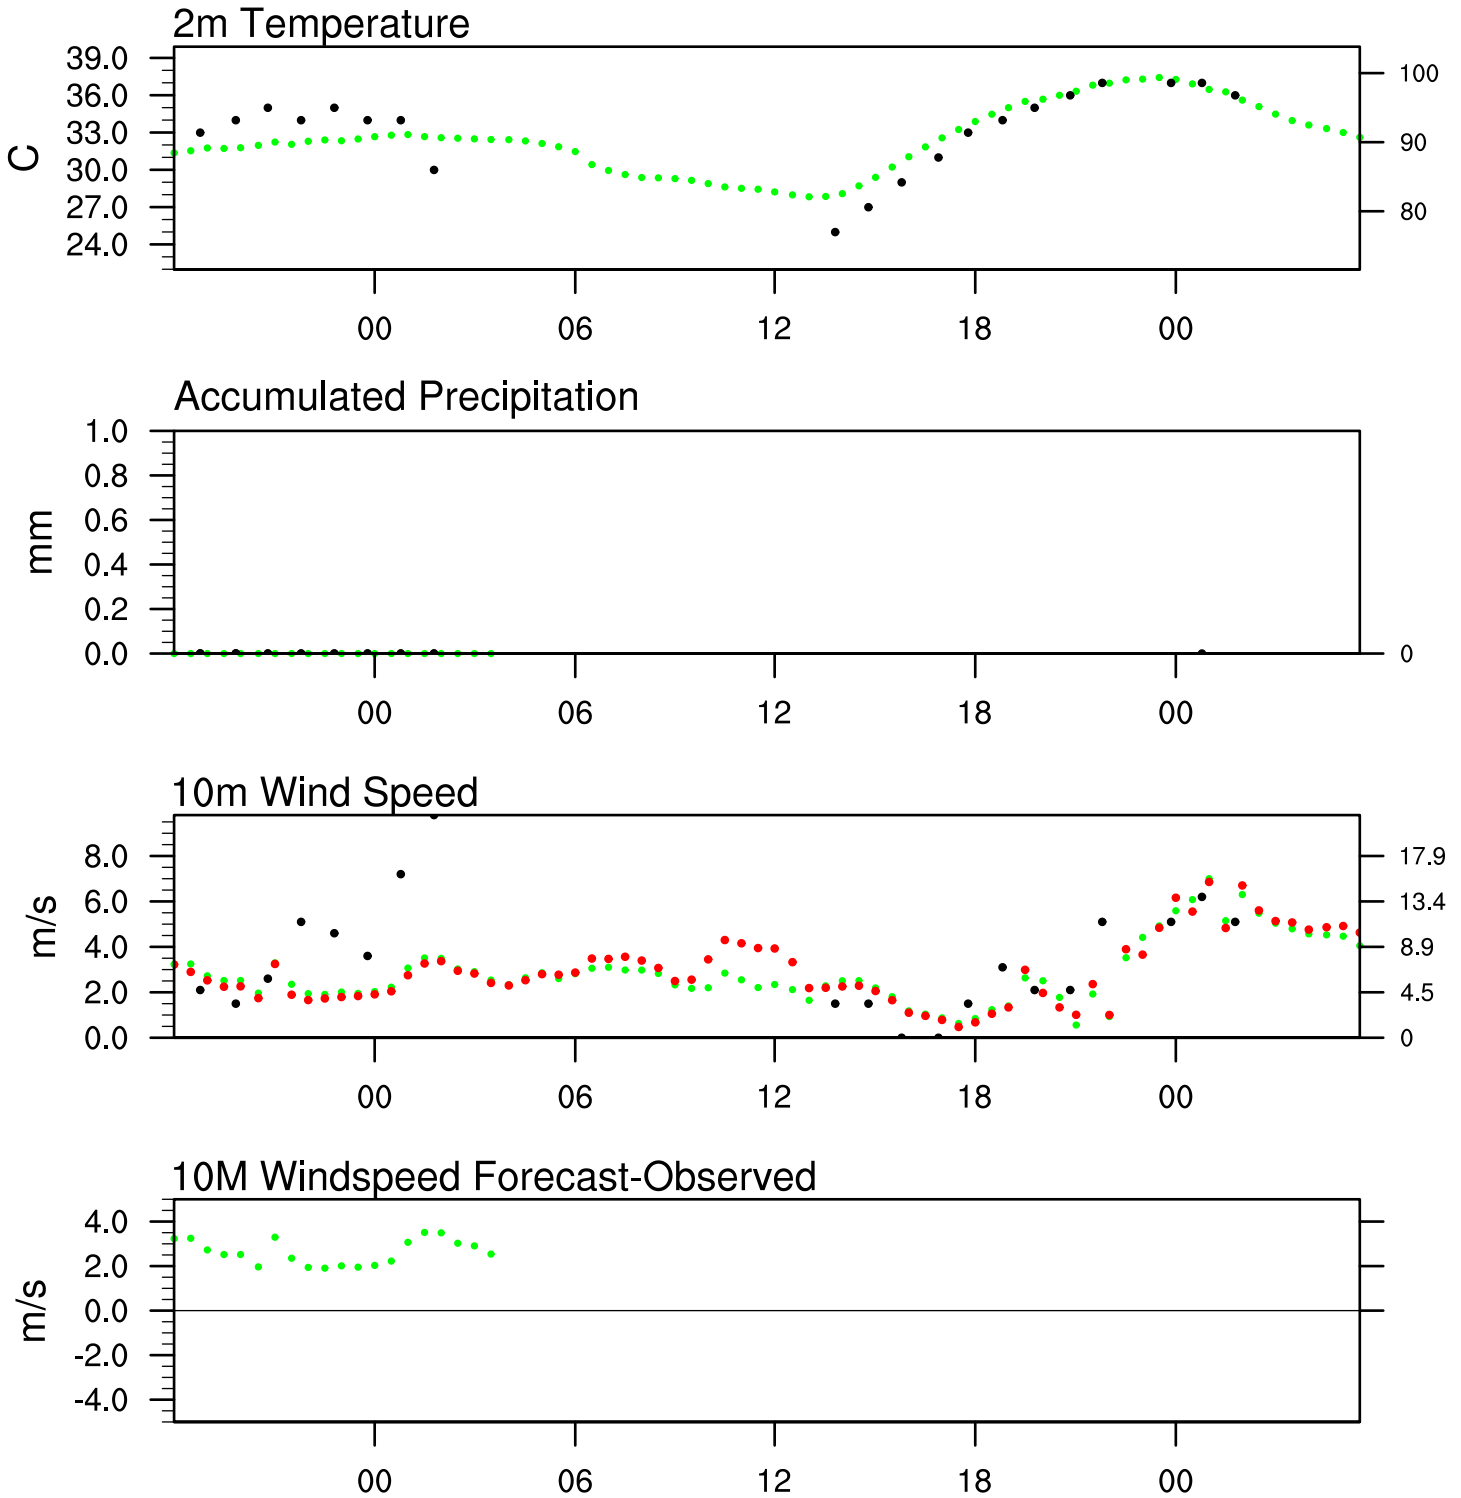 2m Temperature
39.0
36.0
33.0
30.0
27.0
24.0
C
100
90
80
00 06 12 18 00
Accumulated Precipitation
1.0
0.8
0.6
0.4
0.2
0.0
mm
0
00 06 12 18 00
10m Wind Speed
8.0
6.0
4.0
2.0
0.0
m/s
17.9
13.4
8.9
4.5
0
00 06 12 18 00
10M Windspeed Forecast-Observed
4.0
2.0
0.0
-2.0
-4.0
m/s
00 06 12 18 00